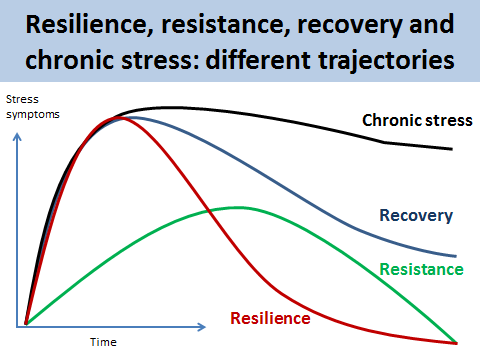 Resilience, resistance, recovery and
chronic stress: different trajectories
Stress
symptoms
Chronic stress
Recovery
Resistance
Resilience
Time